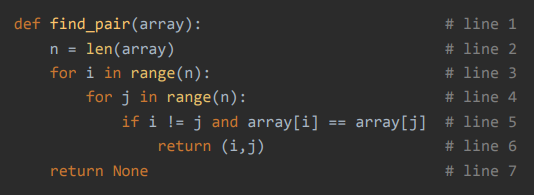 def find_pair(array): # line 1
    n = len(array) # line 2
    for i in range(n): # line 3
        for j in range(n): # line 4
            if i != j and array[i] == array[j] # line 5
                return (i,j) # line 6
    return None # line 7